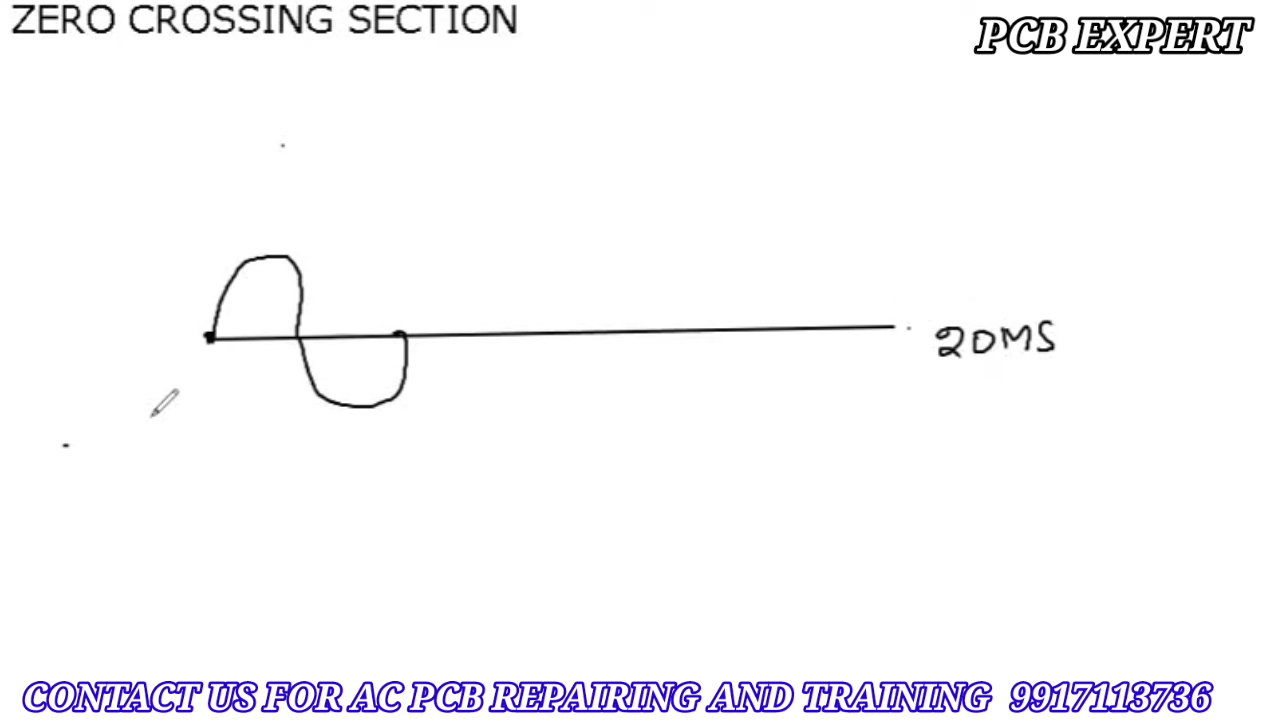 ZERO CROSSING SECTION
PCB EXPERT
20MS
CONTACT US FOR AC PCB REPAIRING AND TRAINING 9917113736